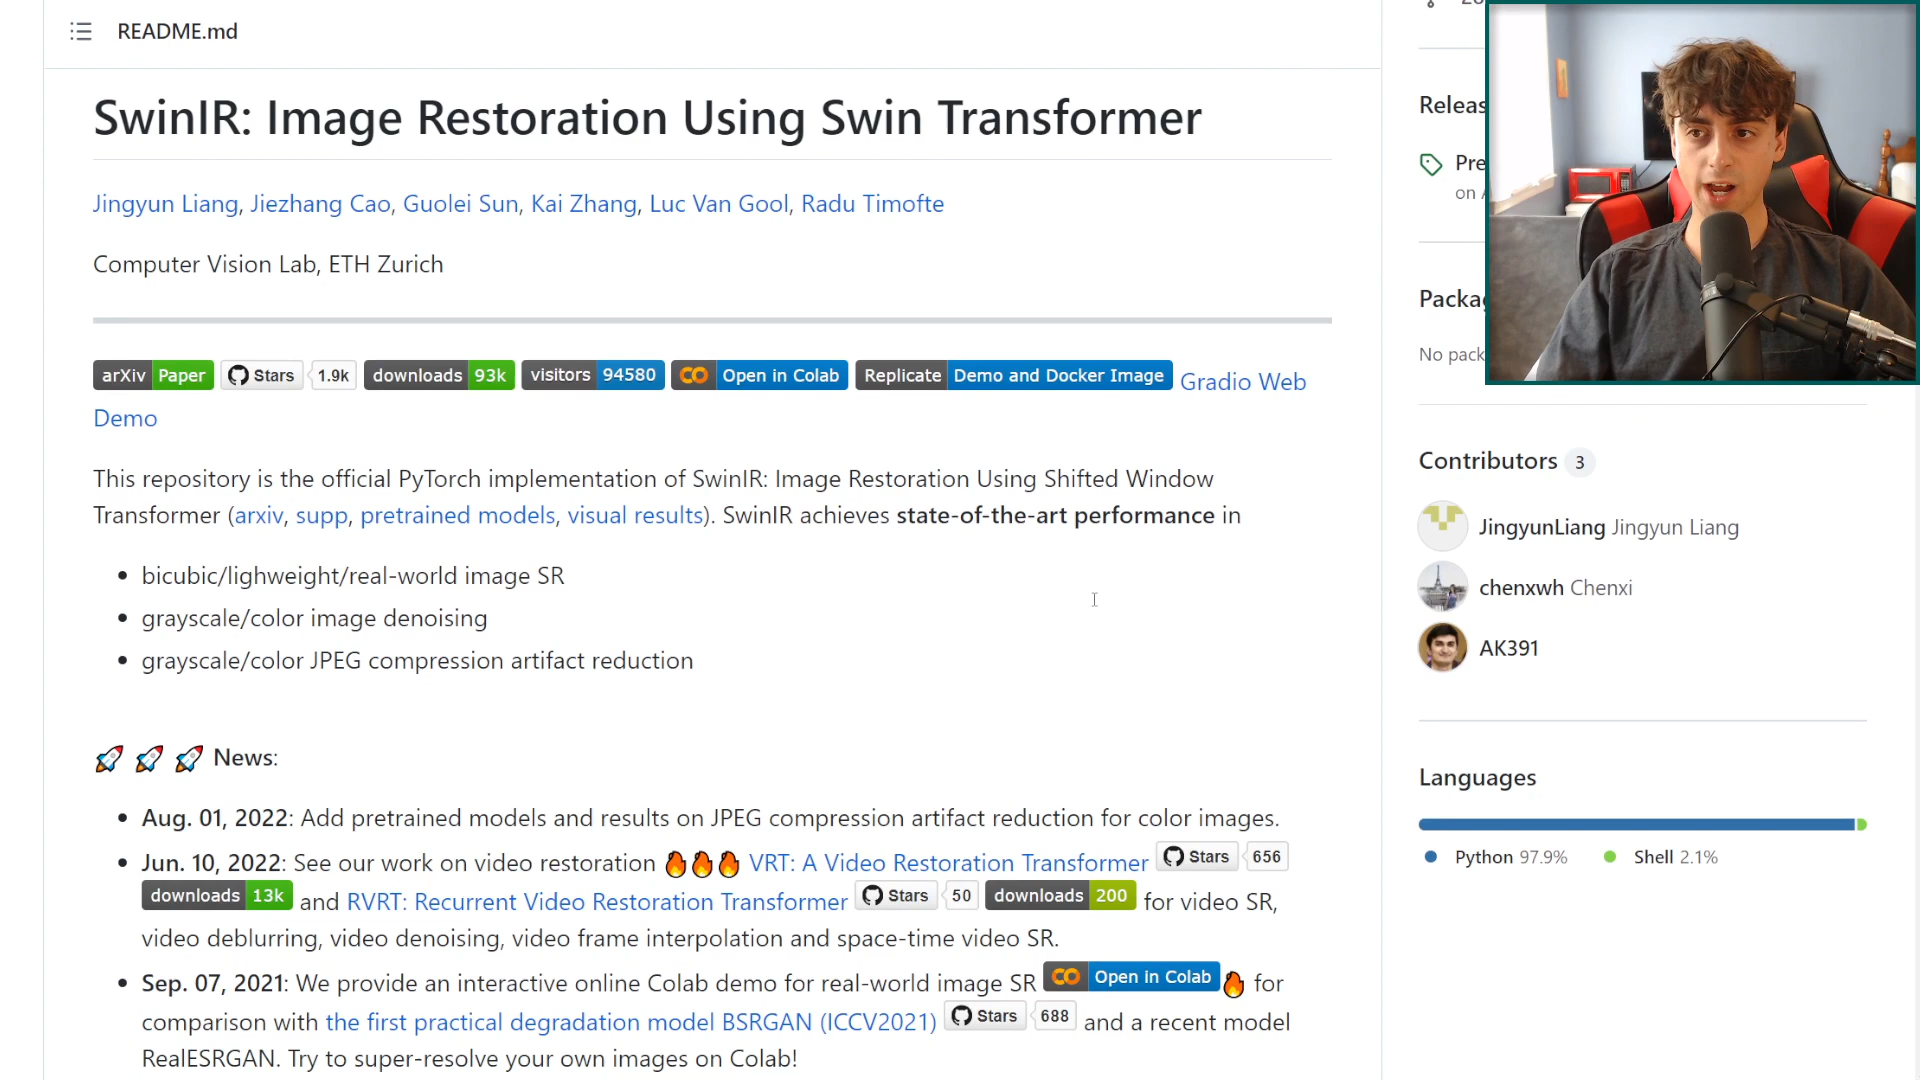 README.md
SwinIR: Image Restoration Using Swin Transformer
Jingyun Liang, Jiezhang Cao, Guolei Sun, Kai Zhang, Luc Van Gool, Radu Timofte
Computer Vision Lab, ETH Zurich
arXiv Paper Stars 1.9k downloads 93k visitors 94580 Open in Colab Replicate Demo and Docker Image Gradio Web
Demo
This repository is the official PyTorch implementation of SwinIR: Image Restoration Using Shifted Window
Transformer (arxiv, supp, pretrained models, visual results). SwinIR achieves state-of-the-art performance in
• bicubic/lighweight/real-world image SR
• grayscale/color image denoising
• grayscale/color JPEG compression artifact reduction
News:
• Aug. 01, 2022: Add pretrained models and results on JPEG compression artifact reduction for color images.
• Jun. 10, 2022: See our work on video restoration 🔥🔥🔥 VRT: A Video Restoration Transformer Stars 656
downloads 13k and RVRT: Recurrent Video Restoration Transformer Stars 50 downloads 200 for video SR,
video deblurring, video denoising, video frame interpolation and space-time video SR.
• Sep. 07, 2021: We provide an interactive online Colab demo for real-world image SR Open in Colab 🔥 for
comparison with the first practical degradation model BSRGAN (ICCV2021) Stars 688 and a recent model
RealESRGAN. Try to super-resolve your own images on Colab!
Releas
Pre
on
Packa
No pack
Contributors 3
JingyunLiang Jingyun Liang
chenxwh Chenxi
AK391
Languages
Python 97.9% Shell 2.1%